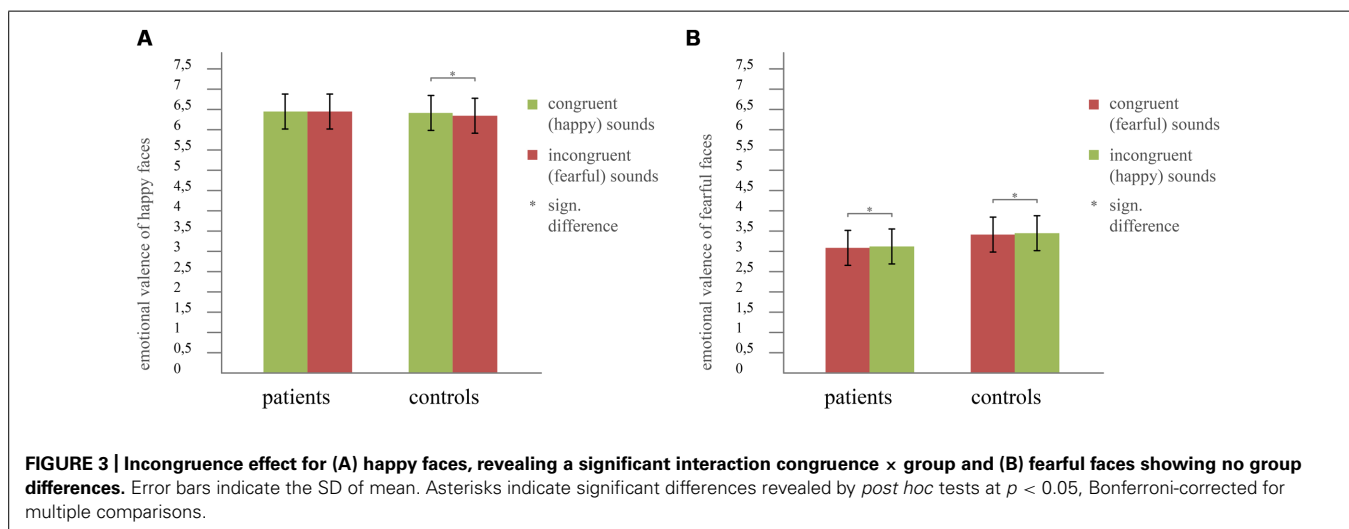 A
emotional valence of happy faces
7,5
7
6,5
6
5,5
5
4,5
4
3,5
3
2,5
2
1,5
1
0,5
0
*
patients
controls
congruent
(happy) sounds
incongruent
(fearful) sounds
* sign.
difference
B
emotional valence of fearful faces
7,5
7
6,5
6
5,5
5
4,5
4
3,5
3
2,5
2
1,5
1
0,5
0
*
*
patients
controls
congruent
(fearful) sounds
incongruent
(happy) sounds
* sign.
difference
FIGURE 3 | Incongruence effect for (A) happy faces, revealing a significant interaction congruence × group and (B) fearful faces showing no group
differences. Error bars indicate the SD of mean. Asterisks indicate significant differences revealed by post hoc tests at p < 0.05, Bonferroni-corrected for
multiple comparisons.